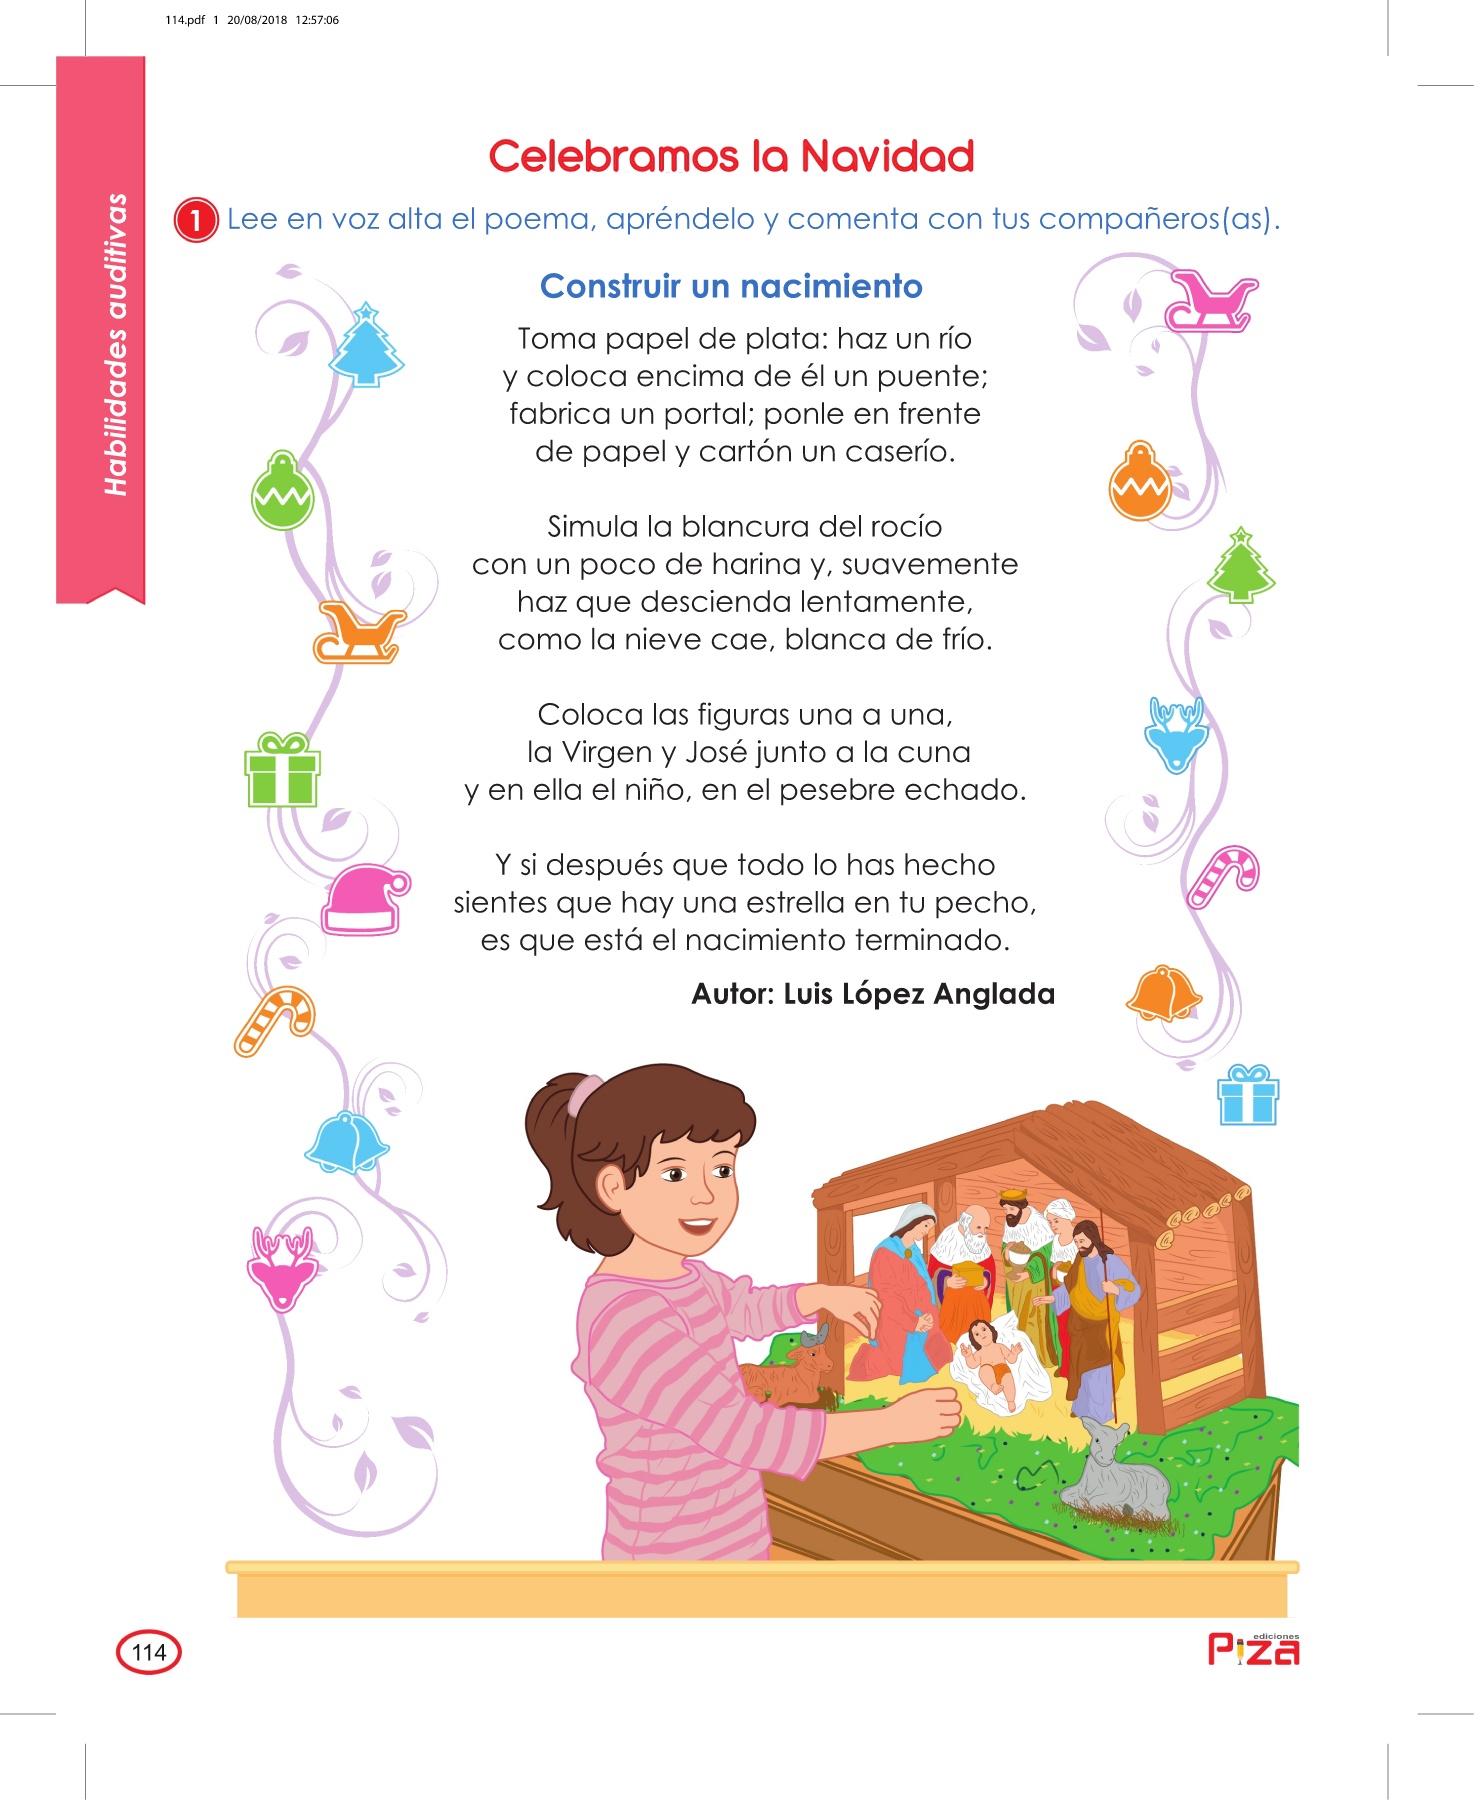 114.pdf 1 20/08/2018 12:57:06
Habilidades auditivas
Celebramos la Navidad
1 Lee en voz alta el poema, apréndelo y comenta con tus compañeros(as).
Construir un nacimiento
Toma papel de plata: haz un río
y coloca encima de él un puente;
fabrica un portal; ponle en frente
de papel y cartón un caserío.
Simula la blancura del rocío
con un poco de harina y, suavemente
haz que descienda lentamente,
como la nieve cae, blanca de frío.
Coloca las figuras una a una,
la Virgen y José junto a la cuna
y en ella el niño, en el pesebre echado.
Y si después que todo lo has hecho
sientes que hay una estrella en tu pecho,
es que está el nacimiento terminado.
Autor: Luis López Anglada
114
ediciones
Piza